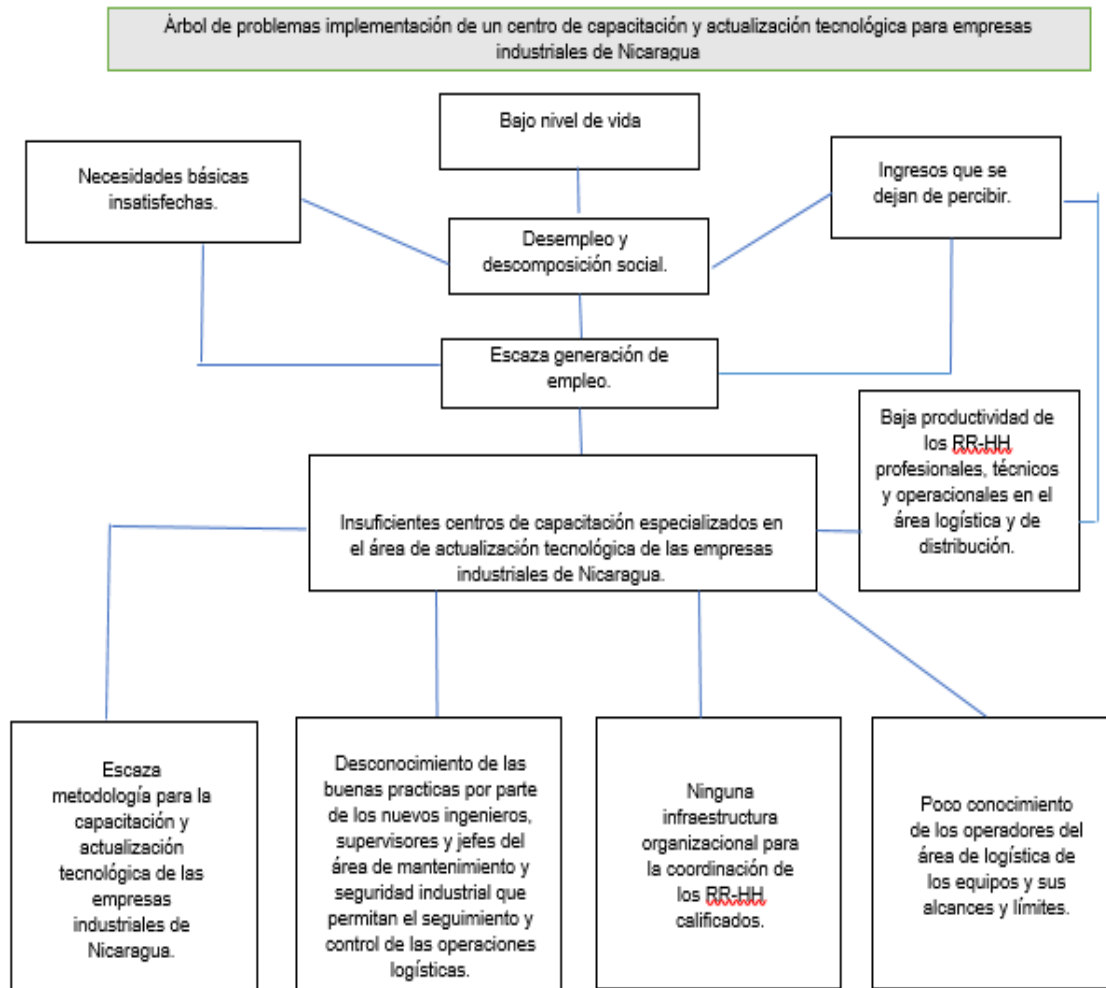 Árbol de problemas implementación de un centro de capacitación y actualización tecnológica para empresas
industriales de Nicaragua
Bajo nivel de vida
Necesidades básicas
insatisfechas.
Ingresos que se
dejan de percibir.
Desempleo y
descomposición social.
Escaza generación de
empleo.
Baja productividad de
los RR-HH
profesionales, técnicos
y operacionales en el
área logística y de
distribución.
Insuficientes centros de capacitación especializados en
el área de actualización tecnológica de las empresas
industriales de Nicaragua.
Escaza
metodología para la
capacitación y
actualización
tecnológica de las
empresas
industriales de
Nicaragua.
Desconocimiento de las
buenas practicas por parte
de los nuevos ingenieros,
supervisores y jefes del
área de mantenimiento y
seguridad industrial que
permitan el seguimiento y
control de las operaciones
logísticas.
Ninguna
infraestructura
organizacional para
la coordinación de
los RR-HH
calificados.
Poco conocimiento
de los operadores del
área de logística de
los equipos y sus
alcances y límites.